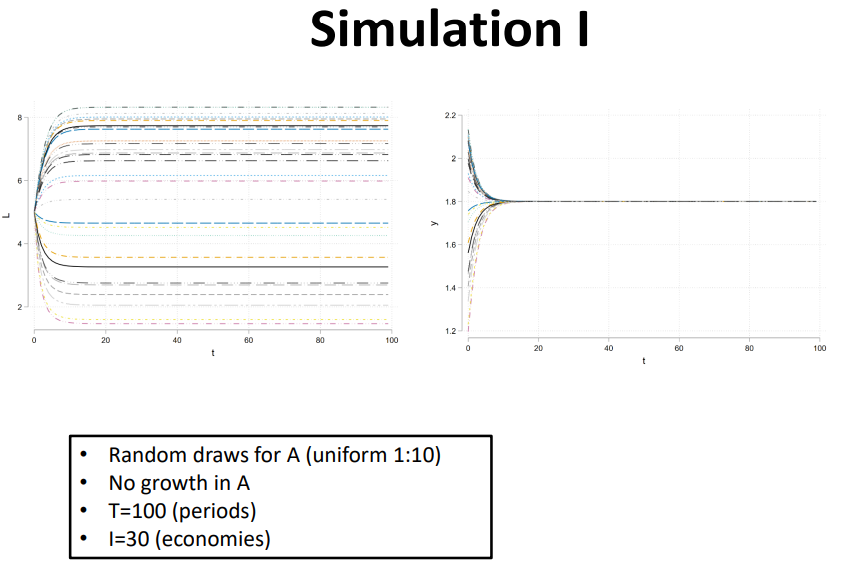 Simulation I
8
6
4
2
L
0
20
40
60
80
100
t
2.2
2
1.8
1.6
1.4
1.2
y
0
20
40
60
80
100
t
• Random draws for A (uniform 1:10)
• No growth in A
• T=100 (periods)
• I=30 (economies)